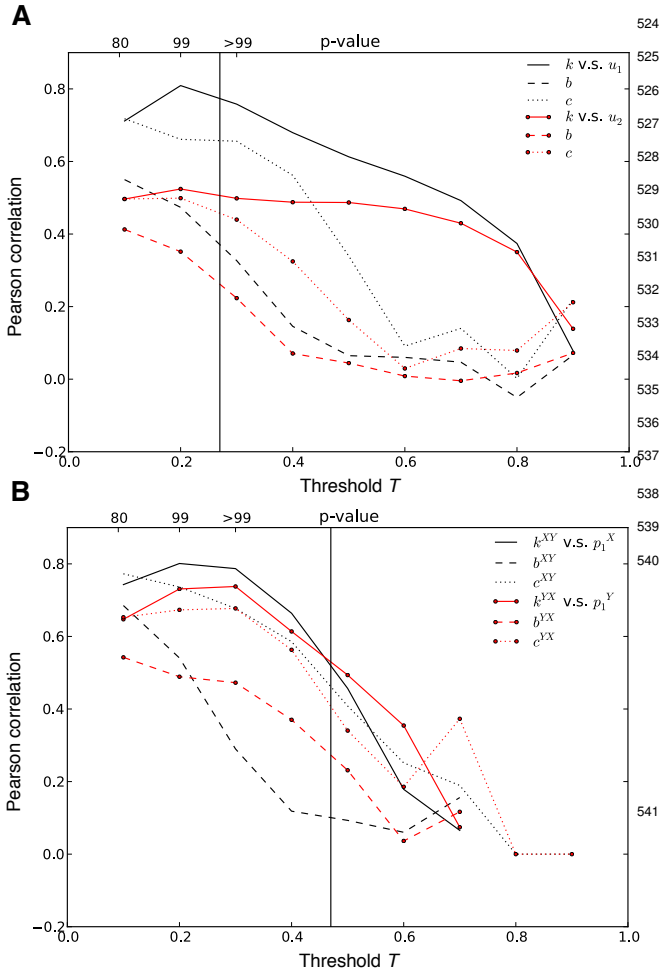 A
80 99 >99 p-value
k v.s. u₁
b
c
k v.s. u₂
b
c
0.8
0.6
0.4
0.2
0.0
−0.2
Pearson correlation
0.0 0.2 0.4 0.6 0.8 1.0
Threshold T
B
80 99 >99 p-value
k^{XY} v.s. p₁^X
b^{XY}
c^{XY}
k^{YX} v.s. p₁^Y
b^{YX}
c^{YX}
0.8
0.6
0.4
0.2
0.0
−0.2
Pearson correlation
0.0 0.2 0.4 0.6 0.8 1.0
Threshold T
524
525
526
527
528
529
530
531
532
533
534
535
536
537
538
539
540
541